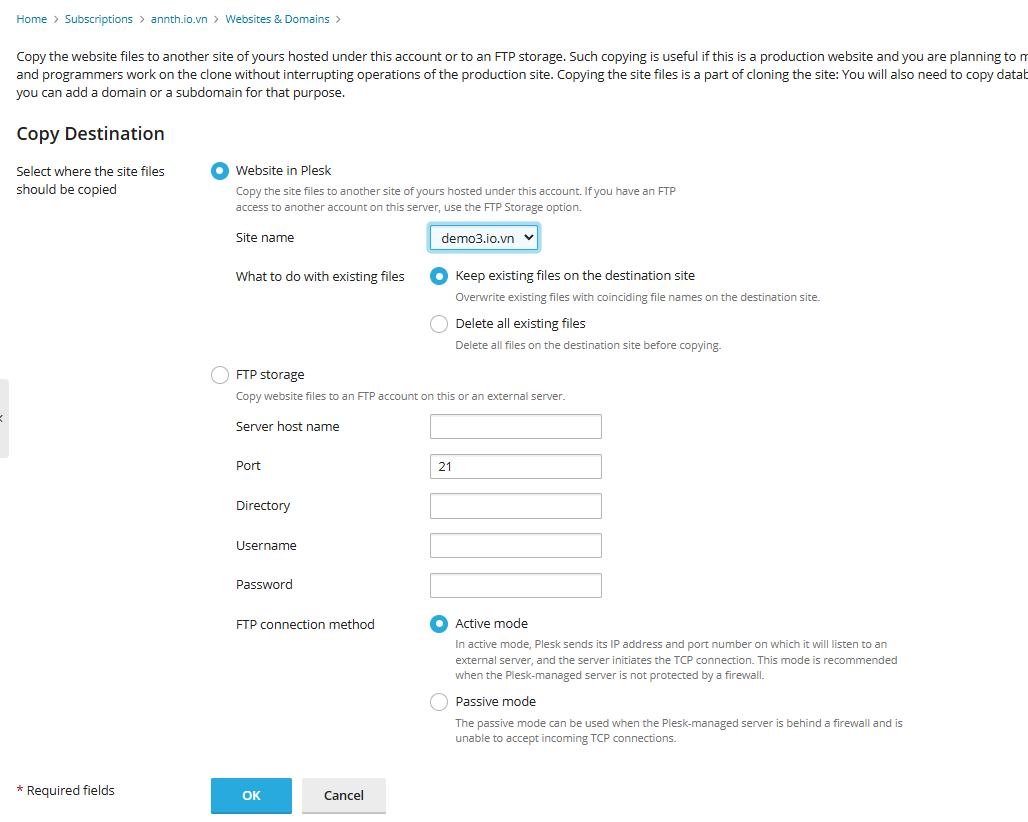 Home > Subscriptions > annth.io.vn > Websites & Domains >
Copy the website files to another site of yours hosted under this account or to an FTP storage. Such copying is useful if this is a production website and you are planning to
and programmers work on the clone without interrupting operations of the production site. Copying the site files is a part of cloning the site: You will also need to copy
you can add a domain or a subdomain for that purpose.
Copy Destination
Select where the site files
should be copied
Website in Plesk
Copy the site files to another site of yours hosted under this account. If you have an FTP
access to another account on this server, use the FTP Storage option.
Site name
demo3.io.vn
What to do with existing files
Keep existing files on the destination site
Overwrite existing files with coinciding file names on the destination site.
Delete all existing files
Delete all files on the destination site before copying.
FTP storage
Copy website files to an FTP account on this or an external server.
Server host name
Port
21
Directory
Username
Password
FTP connection method
Active mode
In active mode, Plesk sends its IP address and port number on which it will listen to an
external server, and the server initiates the TCP connection. This mode is recommended
when the Plesk-managed server is not protected by a firewall.
Passive mode
The passive mode can be used when the Plesk-managed server is behind a firewall and is
unable to accept incoming TCP connections.
* Required fields
OK
Cancel